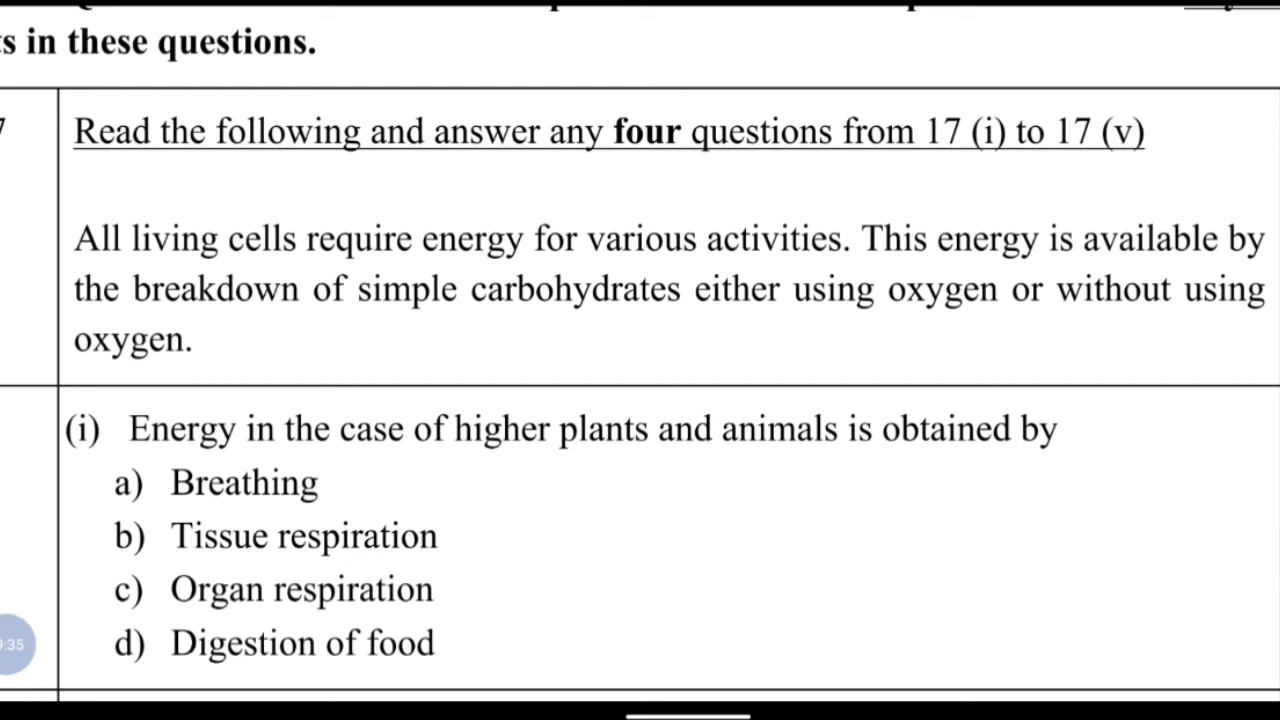 s in these questions.
Read the following and answer any four questions from 17 (i) to 17 (v)
All living cells require energy for various activities. This energy is available by
the breakdown of simple carbohydrates either using oxygen or without using
oxygen.
(i) Energy in the case of higher plants and animals is obtained by
a) Breathing
b) Tissue respiration
c) Organ respiration
d) Digestion of food
:35